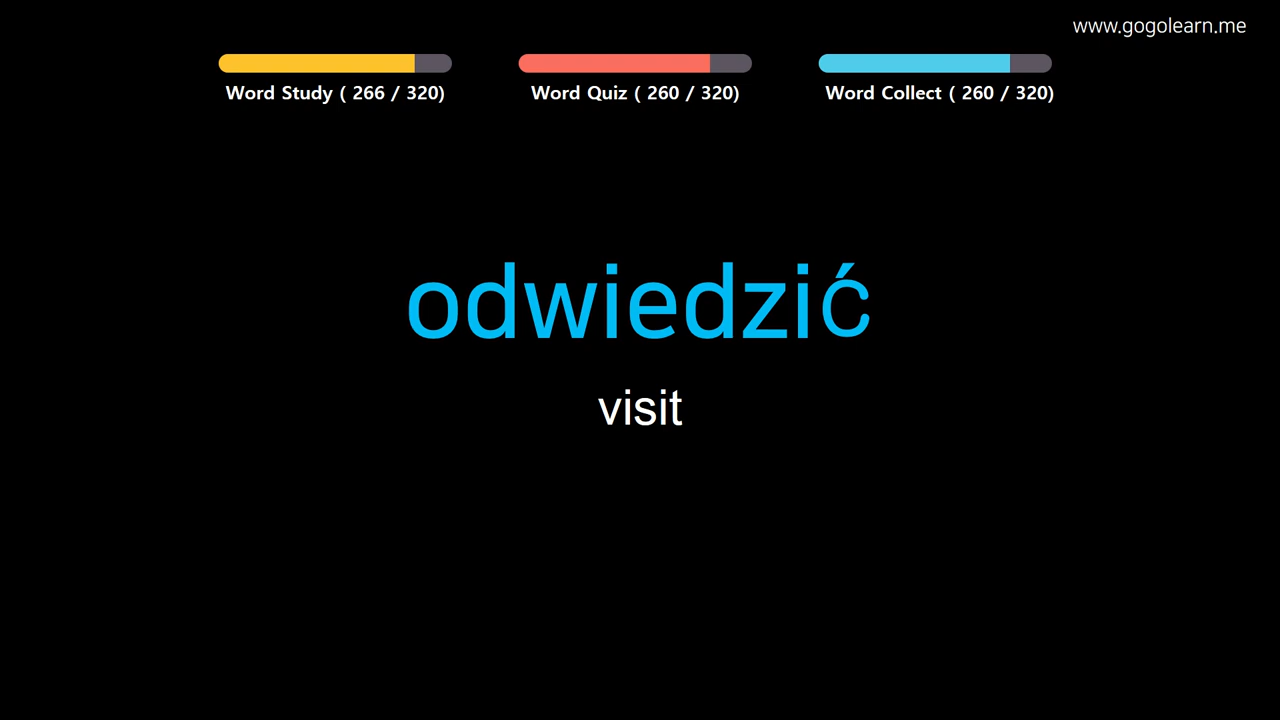 www.gogolearn.me
Word Study ( 266 / 320)
Word Quiz ( 260 / 320)
Word Collect ( 260 / 320)
odwiedzić
visit